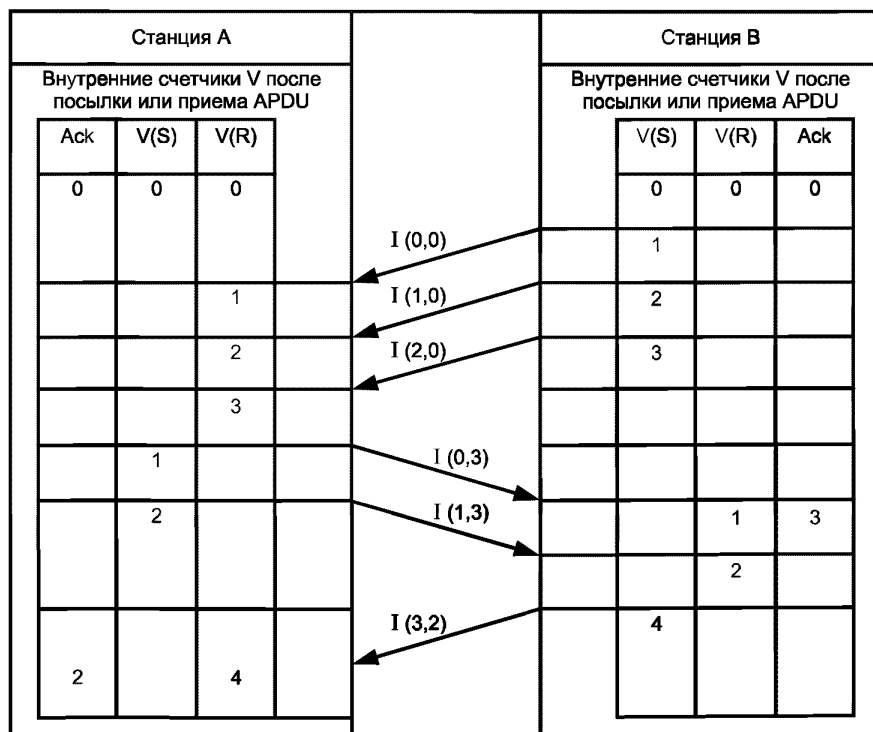 Станция А
Станция В
Внутренние счетчики V после
посылки или приема APDU
Внутренние счетчики V после
посылки или приема APDU
Ack V(S) V(R)
V(S) V(R) Ack
0 0 0
0 0 0
I (0,0)
1
1
I (1,0)
2
2
I (2,0)
3
3
1
I (0,3)
2
I (1,3)
1 3
2
I (3,2)
4
2 4